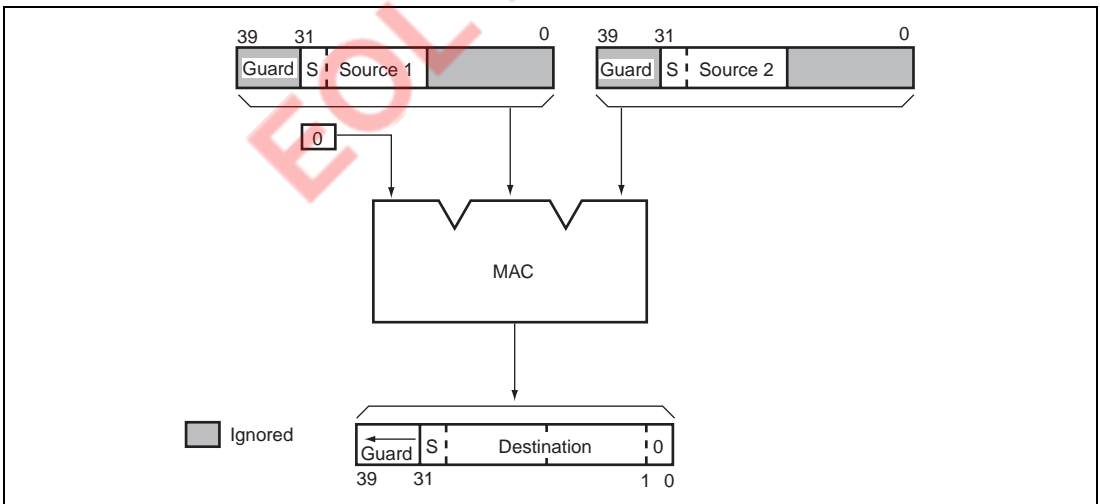 39 31 0
Guard S Source 1
39 31 0
Guard S Source 2
0
MAC
Ignored
Guard S Destination 0
39 31 1 0
EOL